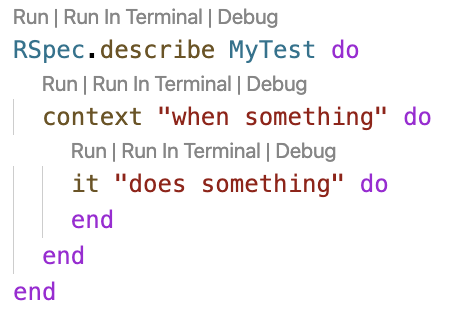 Run | Run In Terminal | Debug
RSpec.describe MyTest do
Run | Run In Terminal | Debug
context "when something" do
Run | Run In Terminal | Debug
it "does something" do
end
end
end